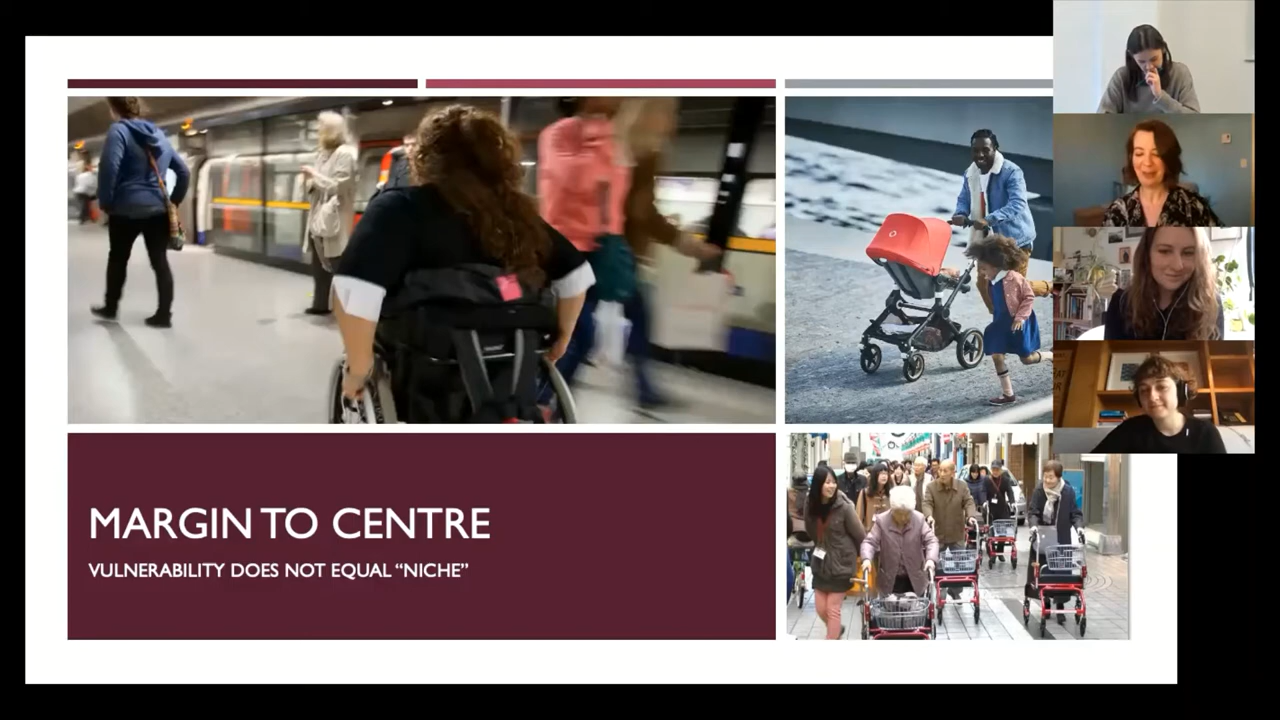 MARGIN TO CENTRE
VULNERABILITY DOES NOT EQUAL “NICHE”